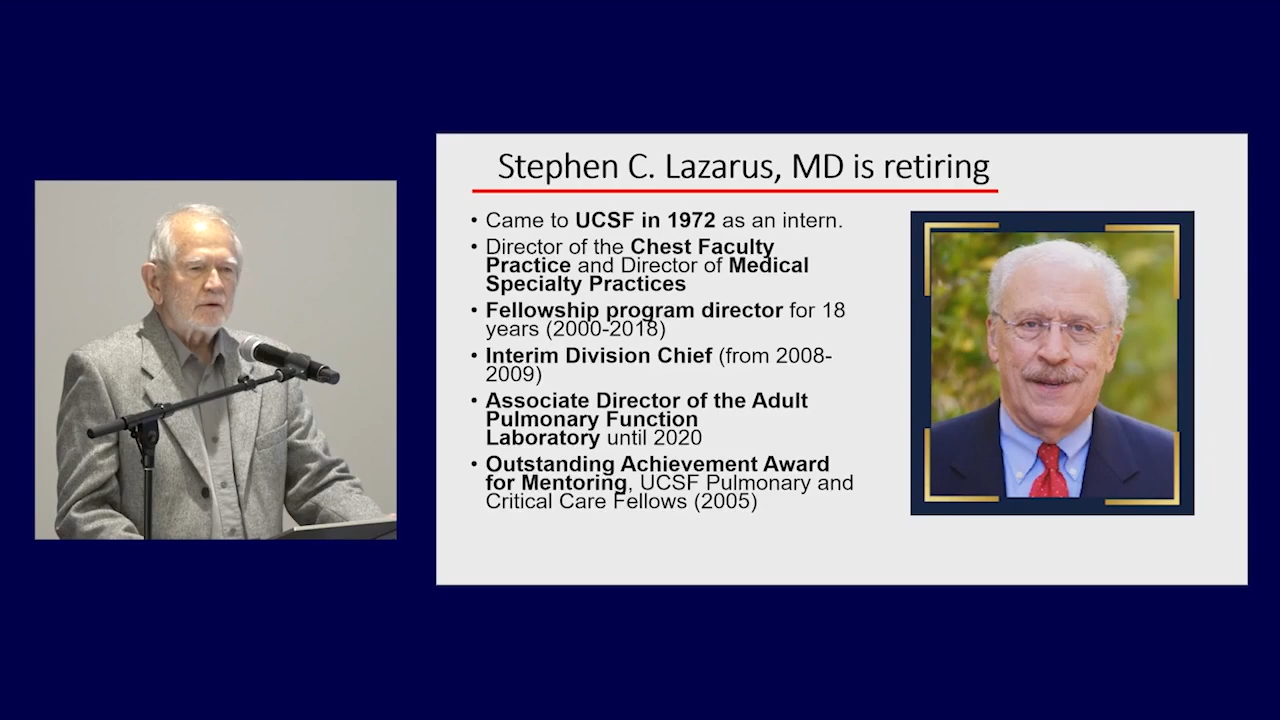 Stephen C. Lazarus, MD is retiring
• Came to UCSF in 1972 as an intern.
• Director of the Chest Faculty
Practice and Director of Medical
Specialty Practices
• Fellowship program director for 18
years (2000-2018)
• Interim Division Chief (from 2008-
2009)
• Associate Director of the Adult
Pulmonary Function
Laboratory until 2020
• Outstanding Achievement Award
for Mentoring, UCSF Pulmonary and
Critical Care Fellows (2005)